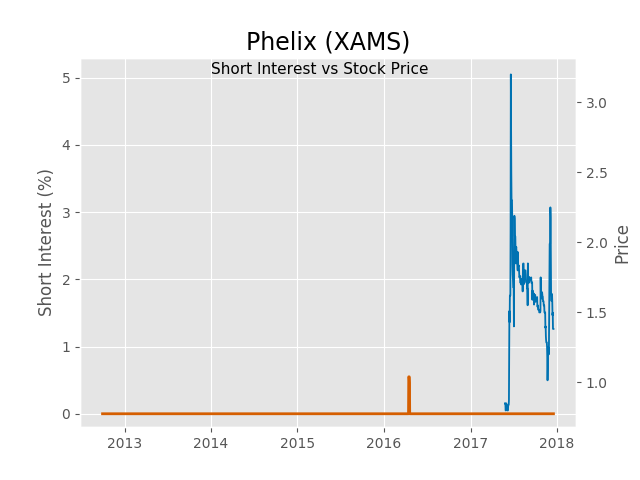 Phelix (XAMS)
Short Interest vs Stock Price
Short Interest (%)
5
4
3
2
1
0
3.0
2.5
2.0
1.5
1.0
Price
2013 2014 2015 2016 2017 2018